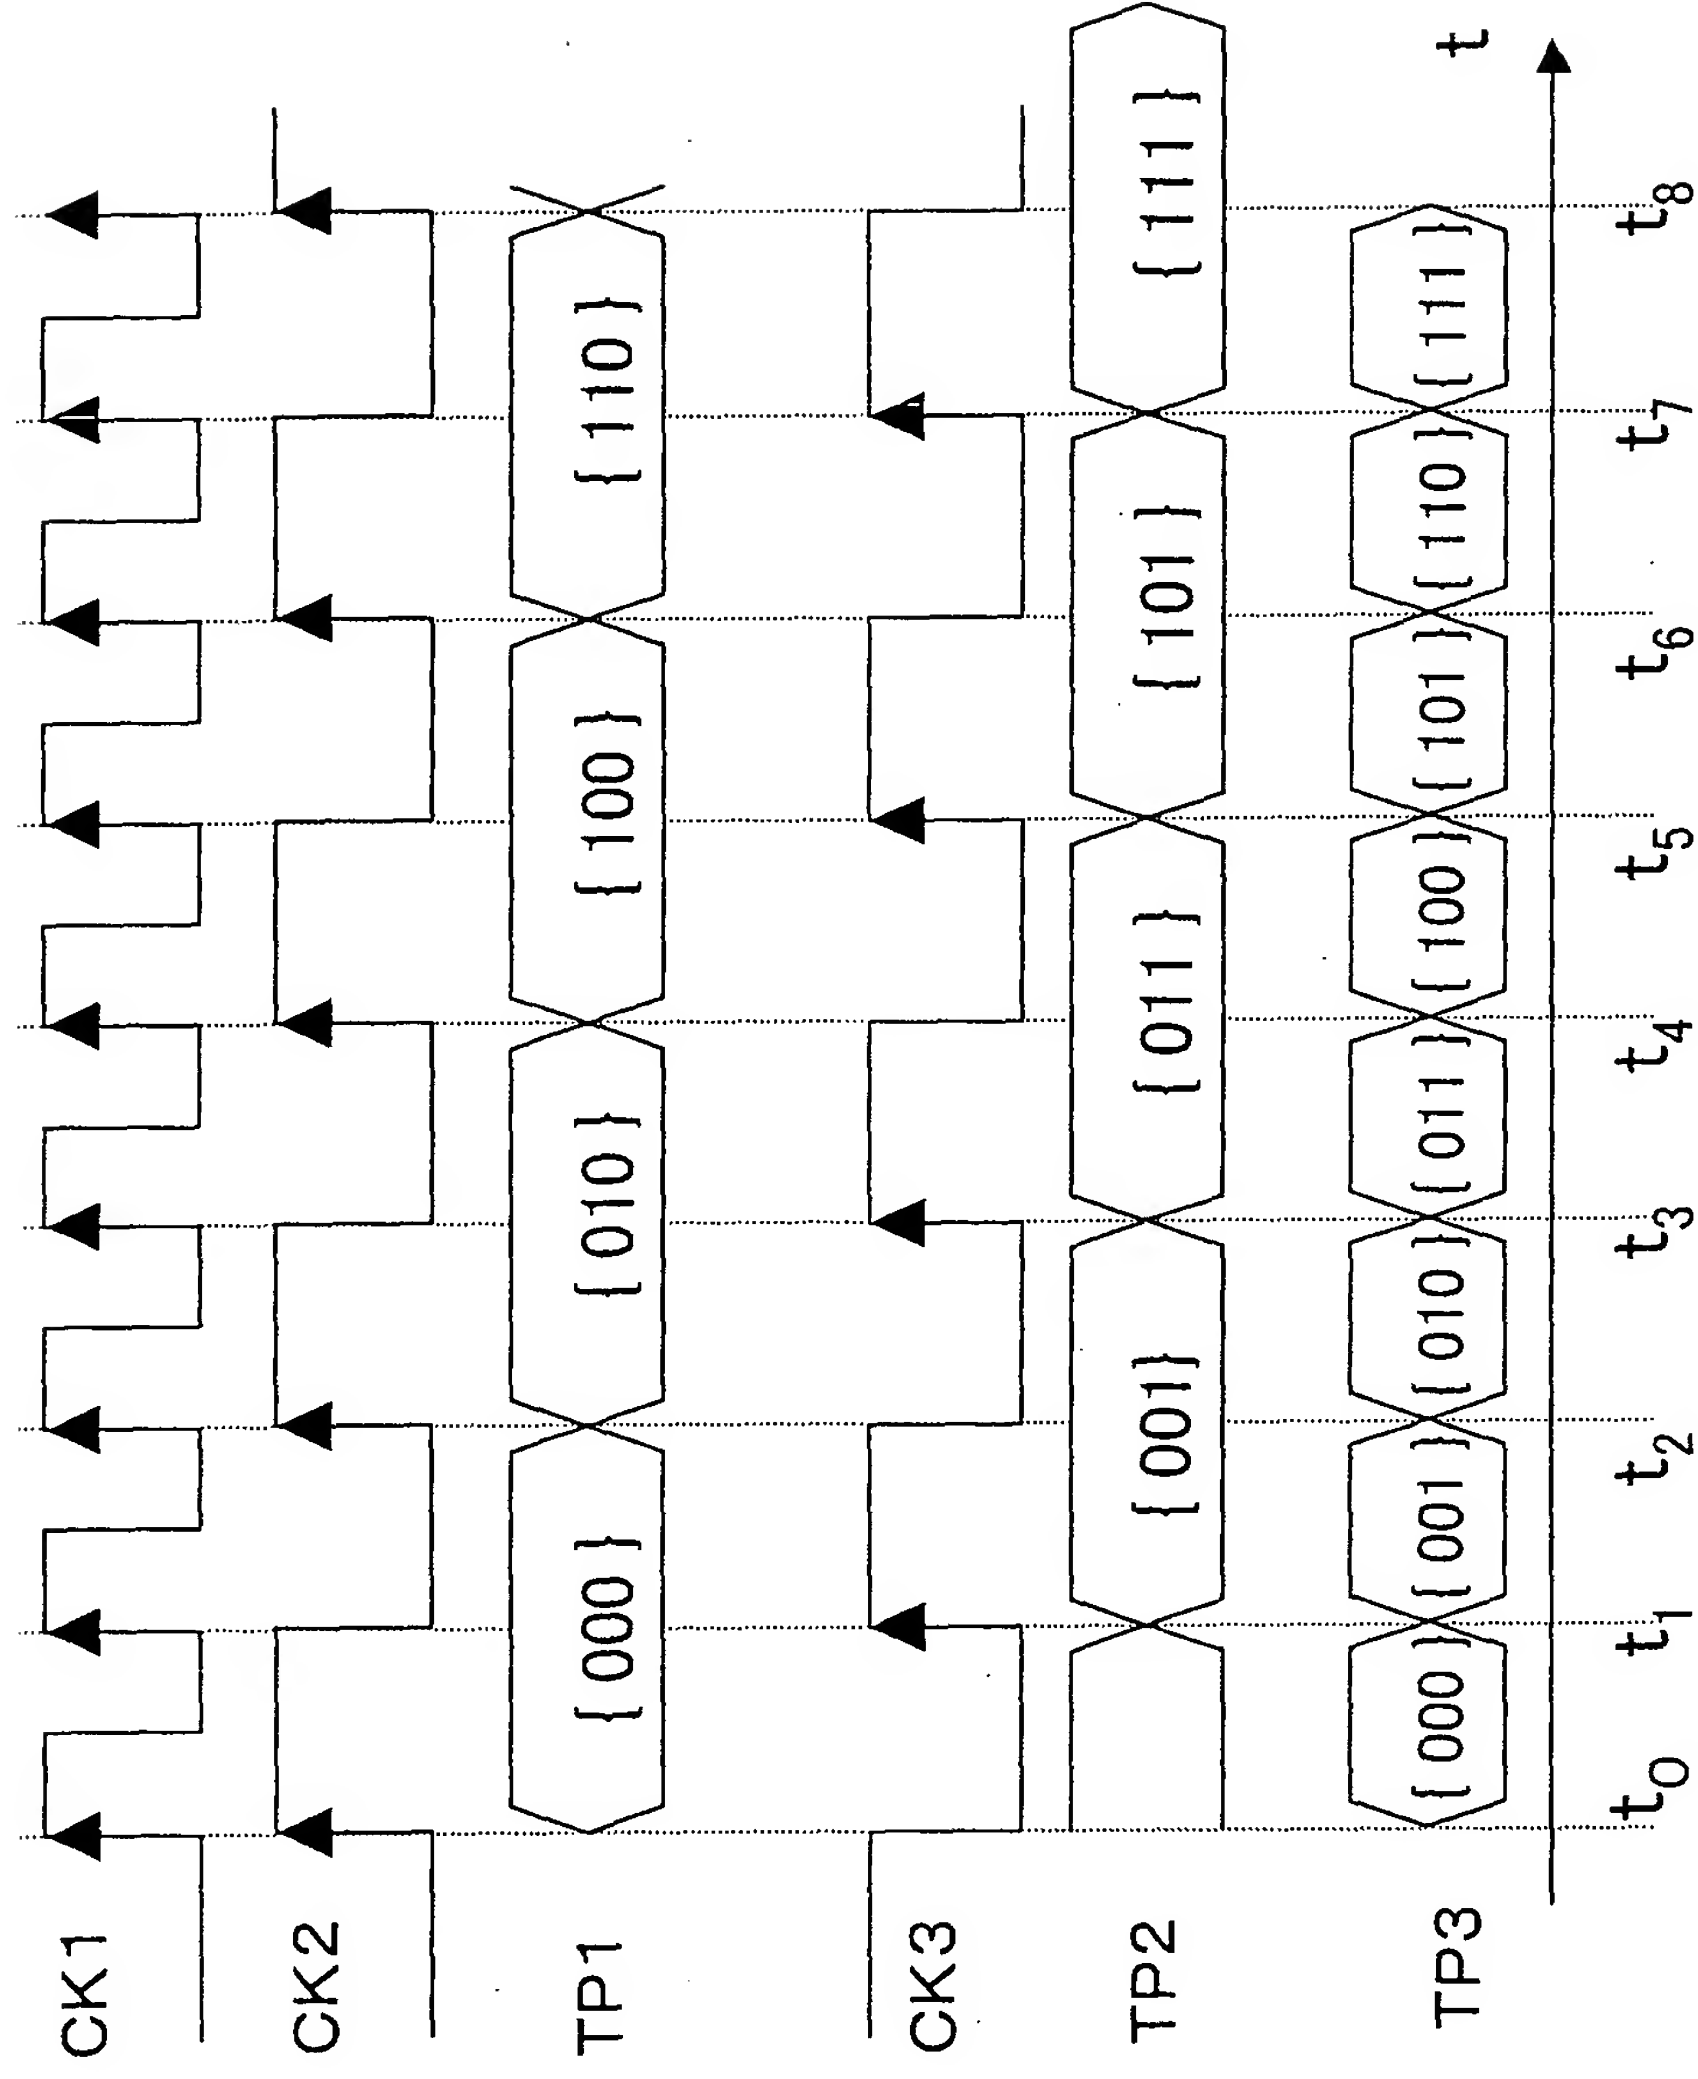 CK1
CK2
TP1 { 000 } { 010 } { 100 } { 110 }
CK3
TP2 { 001 } { 011 } { 101 } { 111 }
TP3 { 000 } { 001 } { 010 } { 011 } { 100 } { 101 } { 110 } { 111 }
t
t0 t1 t2 t3 t4 t5 t6 t7 t8